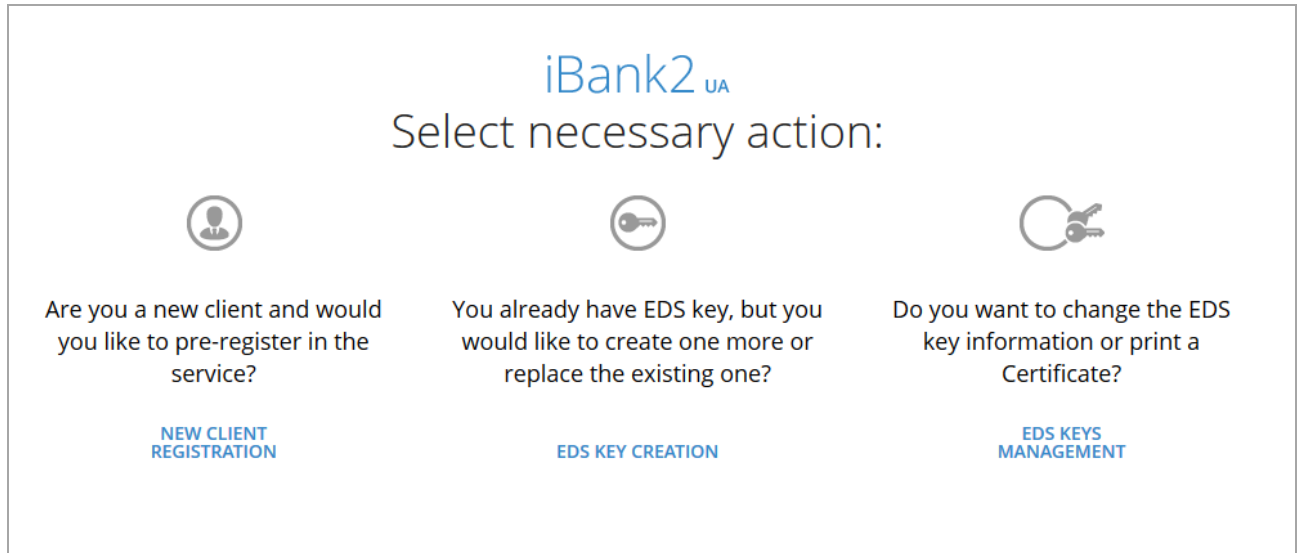 iBank2 UA
Select necessary action:
Are you a new client and would
you like to pre-register in the
service?
NEW CLIENT
REGISTRATION
You already have EDS key, but you
would like to create one more or
replace the existing one?
EDS KEY CREATION
Do you want to change the EDS
key information or print a
Certificate?
EDS KEYS
MANAGEMENT